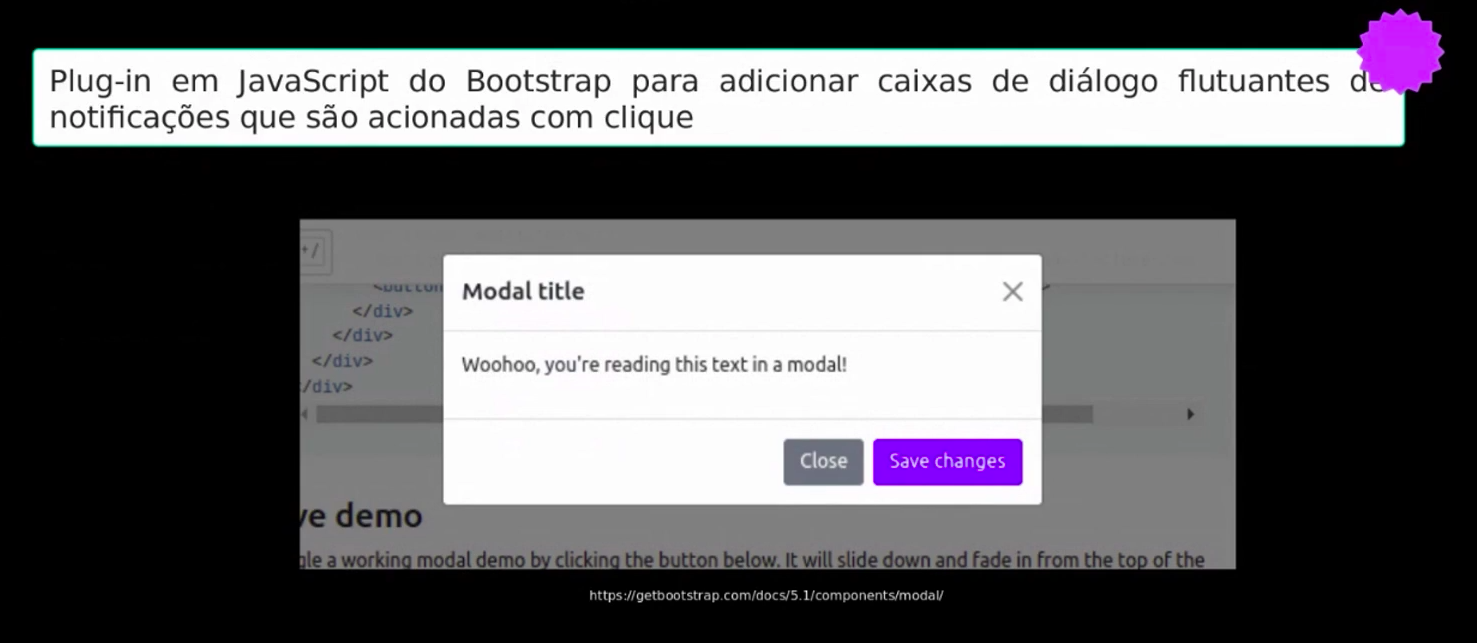 Plug-in em JavaScript do Bootstrap para adicionar caixas de diálogo flutuantes de
notificações que são acionadas com clique
Modal title
</div>
</div>
</div>
/div>
Woohoo, you're reading this text in a modal!
Close Save changes
ve demo
gle a working modal demo by clicking the button below. It will slide down and fade in from the top of the
https://getbootstrap.com/docs/5.1/components/modal/